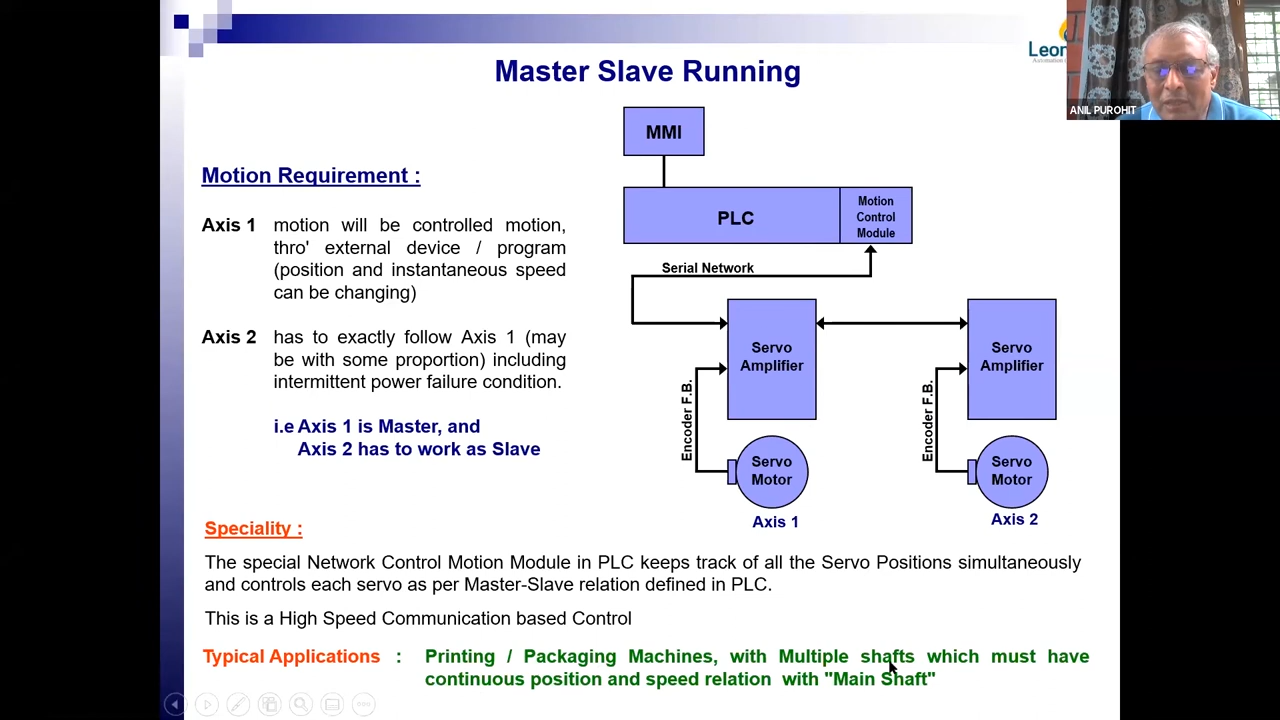 Master Slave Running
Leon
ANIL PUROHIT
MMI
PLC
Motion
Control
Module
Serial Network
Motion Requirement :
Axis 1 motion will be controlled motion,
thro' external device / program
(position and instantaneous speed
can be changing)
Axis 2 has to exactly follow Axis 1 (may
be with some proportion) including
intermittent power failure condition.
i.e Axis 1 is Master, and
Axis 2 has to work as Slave
Servo
Amplifier
Servo
Amplifier
Encoder F.B.
Encoder F.B.
Servo
Motor
Servo
Motor
Axis 1
Axis 2
Speciality :
The special Network Control Motion Module in PLC keeps track of all the Servo Positions simultaneously
and controls each servo as per Master-Slave relation defined in PLC.
This is a High Speed Communication based Control
Typical Applications : Printing / Packaging Machines, with Multiple shafts which must have
continuous position and speed relation with "Main Shaft"